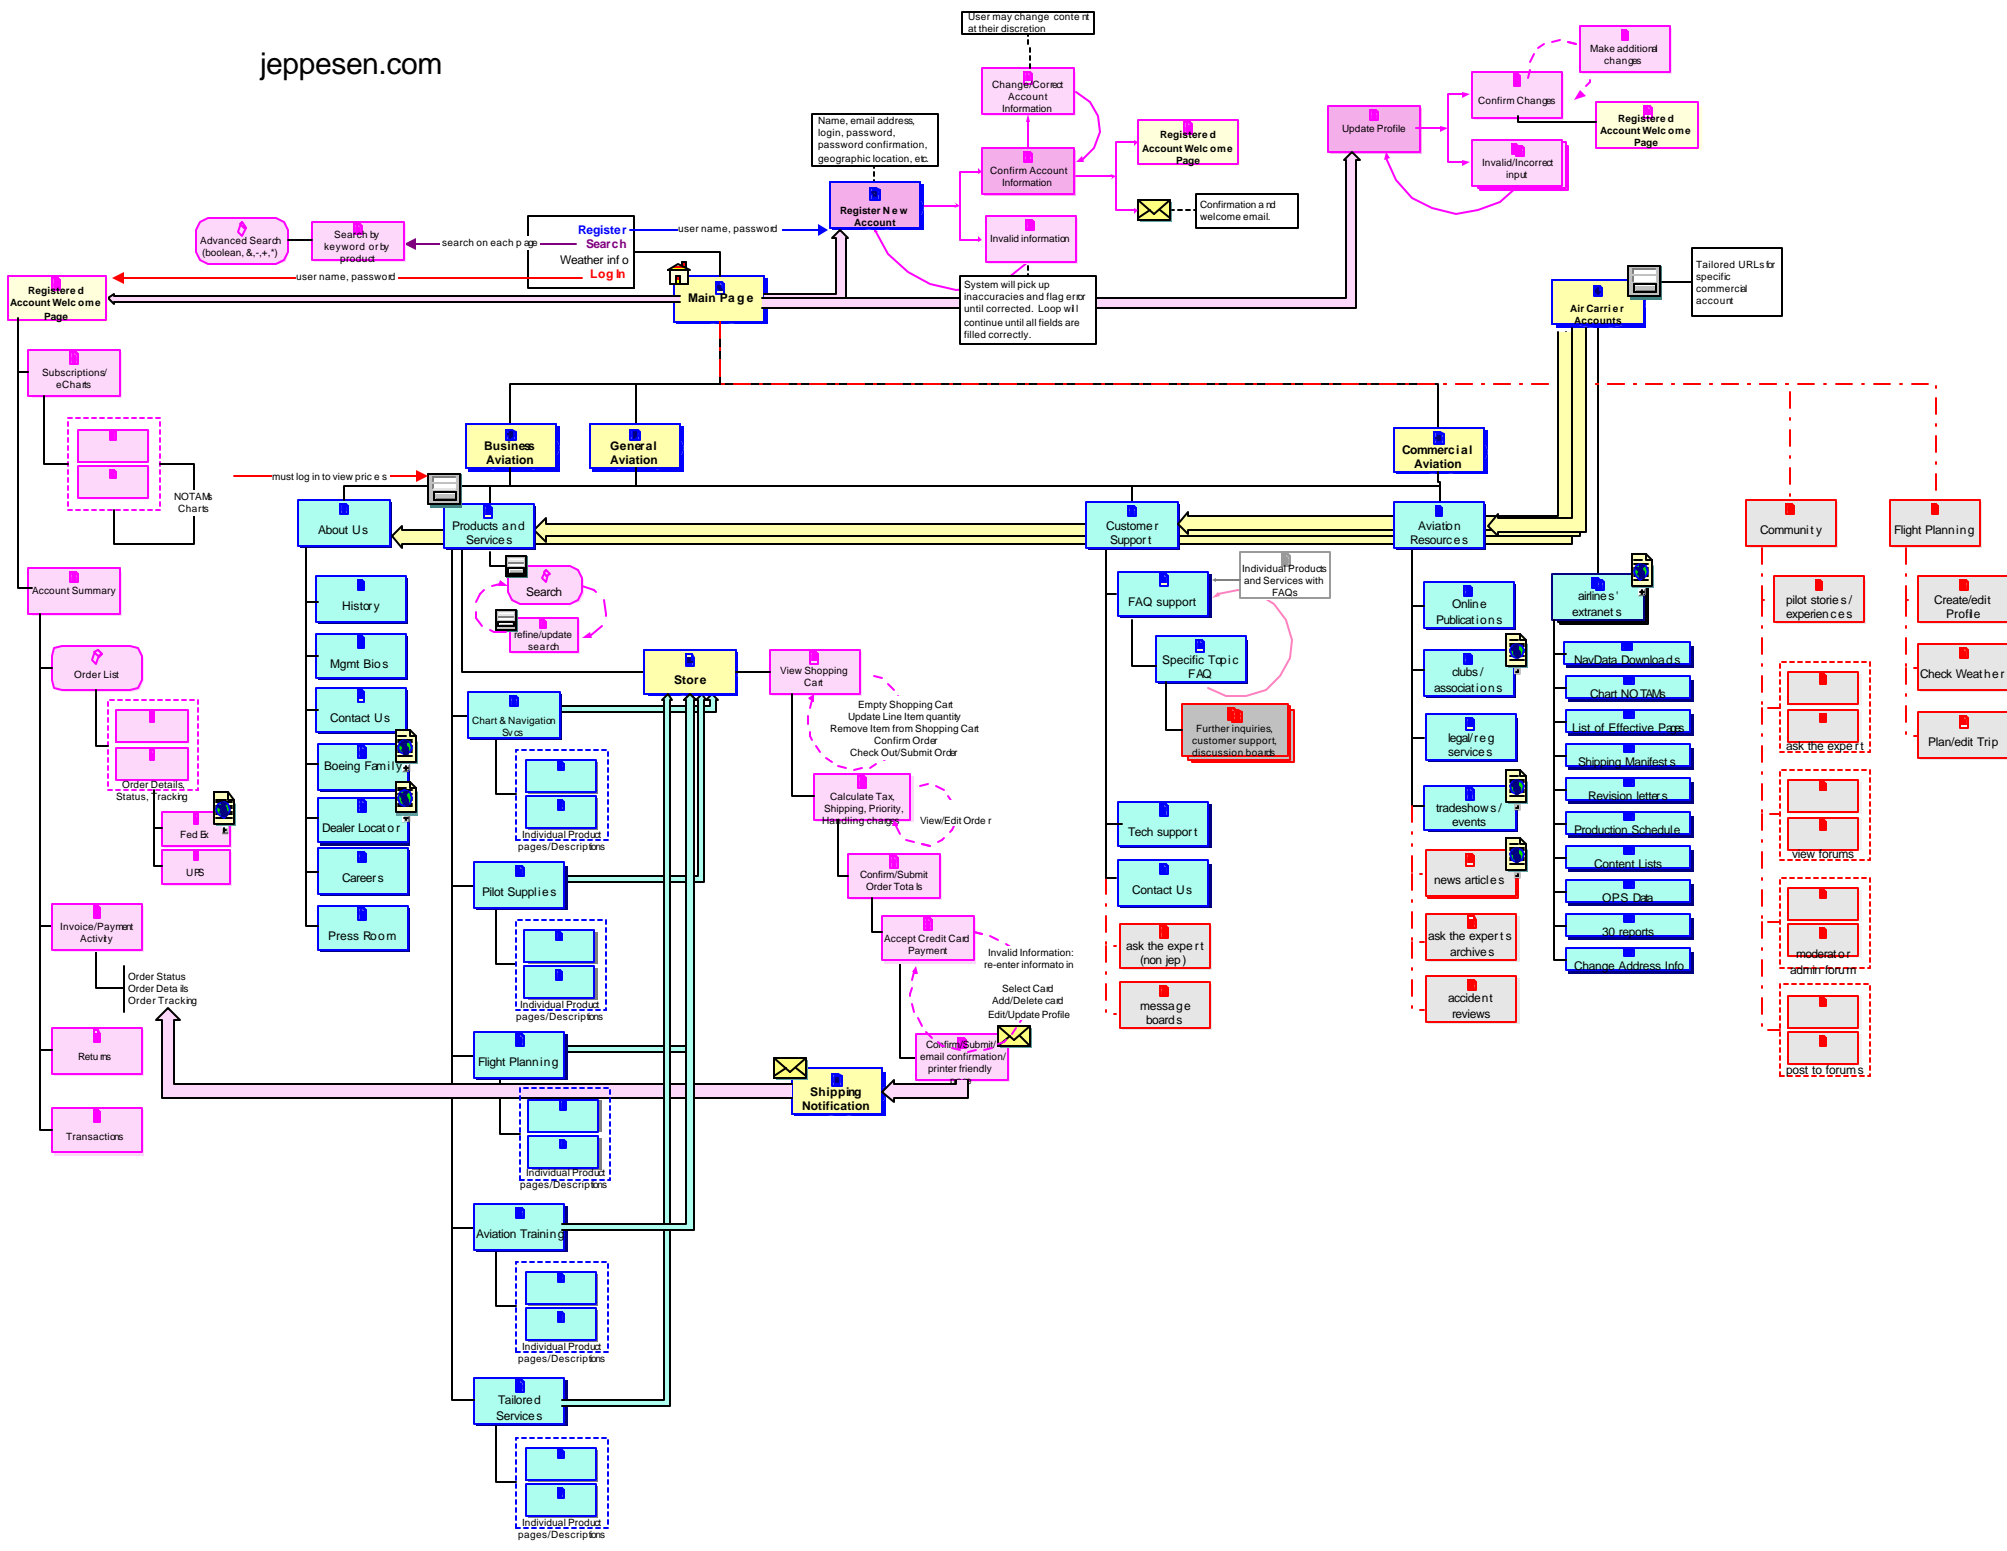 jeppesen.com
User may change content
at their discretion
Change/Correct
Account
Information
Make additional
changes
Confirm Changes
Registered
Account Welcome
Page
Update Profile
Invalid/Incorrect
input
Name, email address,
login, password,
password confirmation,
geographic location, etc.
Registered
Account Welcome
Page
Confirm Account
Information
Confirmation and
welcome email.
Register New
Account
Invalid information
System will pick up
inaccuracies and flag error
until corrected. Loop will
continue until all fields are
filled correctly.
Advanced Search
(boolean, &,-,+,*)
Search by
keyword or by
product
search on each page
Register
Search
Weather info
Log In
user name, password
user name, password
Registered
Account Welcome
Page
Main Page
Air Carrier
Accounts
Tailored URLs for
specific
commercial
account
Subscriptions/
eCharts
NOTAMs
Charts
Business
Aviation
General
Aviation
Commercial
Aviation
must log in to view prices
About Us
Products and
Services
Customer
Support
Aviation
Resources
Community
Flight Planning
Account Summary
Order List
Order Details,
Status, Tracking
Fed Ex
UPS
Invoice/Payment
Activity
Order Status
Order Details
Order Tracking
Returns
Transactions
History
Mgmt Bios
Contact Us
Boeing Family
Dealer Locator
Careers
Press Room
Search
refine/update
search
Store
Chart & Navigation
Svcs
Individual Product
pages/Descriptions
Pilot Supplies
Individual Product
pages/Descriptions
Flight Planning
Individual Product
pages/Descriptions
Aviation Training
Individual Product
pages/Descriptions
Tailored
Services
Individual Product
pages/Descriptions
View Shopping
Cart
Empty Shopping Cart
Update Line Item quantity
Remove Item from Shopping Cart
Confirm Order
Check Out/Submit Order
Calculate Tax,
Shipping, Priority,
Handling charges
View/Edit Order
Confirm/Submit
Order Totals
Accept Credit Card
Payment
Invalid Information:
re-enter informatoin
Select Card
Add/Delete card
Edit/Update Profile
Confirm/Submit/
email confirmation/
printer friendly
Shipping
Notification
FAQ support
Individual Products
and Services with
FAQs
Specific Topic
FAQ
Further inquiries,
customer support,
discussion boards
Tech support
Contact Us
ask the expert
(non jep)
message
boards
Online
Publications
clubs/
associations
legal/reg
services
tradeshows/
events
news articles
ask the experts
archives
accident
reviews
airlines'
extranets
NavData Downloads
Chart NOTAMs
List of Effective Pages
Shipping Manifests
Revision letters
Production Schedule
Content Lists
OPS Data
30 reports
Change Address Info
pilot stories/
experiences
ask the expert
view forums
moderator
admin forum
post to forums
Create/edit
Profile
Check Weather
Plan/edit Trip